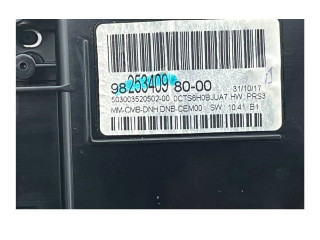 98 253409 80-00 31/10/17
503003520502-00 0CTS6H0BJUA7 HW: PRS3
MM-CMB-DNH DNB-CEM00 SW: 10.41 B1